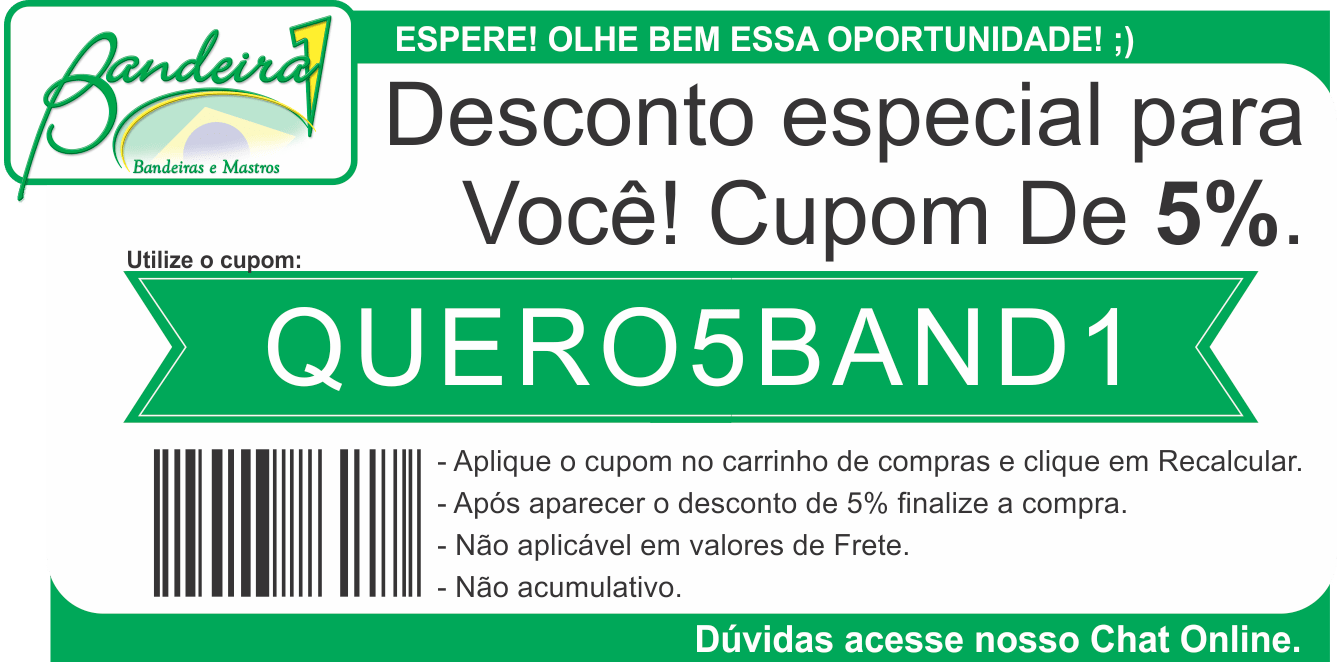 Bandeira1
Bandeiras e Mastros
ESPERE! OLHE BEM ESSA OPORTUNIDADE! ;)
Desconto especial para
Você! Cupom De 5%.
Utilize o cupom:
QUERO5BAND1
- Aplique o cupom no carrinho de compras e clique em Recalcular.
- Após aparecer o desconto de 5% finalize a compra.
- Não aplicável em valores de Frete.
- Não acumulativo.
Dúvidas acesse nosso Chat Online.